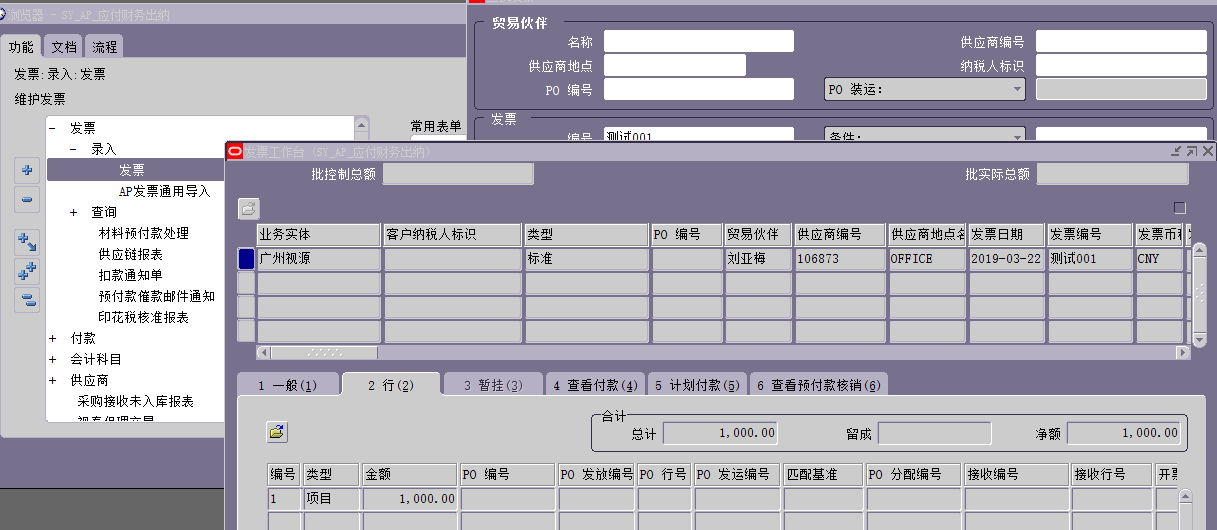 浏览器 - SY_AP_应付财务出纳
功能 文档 流程
发票:录入:发票
维护发票
常用表单
- 发票
- 录入
发票
AP发票通用导入
+ 查询
材料预付款处理
供应链报表
扣款通知单
预付款催款邮件通知
印花税核准报表
+ 付款
+ 会计科目
+ 供应商
采购接收未入库报表
贸易伙伴
名称 供应商编号
供应商地点 纳税人标识
PO 编号 PO 装运:
发票
编号 测试001 条件:
发票工作台 (SY_AP_应付财务出纳)
批控制总额 批实际总额
业务实体 客户纳税人标识 类型 PO 编号 贸易伙伴 供应商编号 供应商地点名 发票日期 发票编号 发票币种
广州视源 标准 刘亚梅 106873 OFFICE 2019-03-22 测试001 CNY
1 一般(1) 2 行(2) 3 暂挂(3) 4 查看付款(4) 5 计划付款(5) 6 查看预付款核销(6)
合计
总计 1,000.00 留成 净额 1,000.00
编号 类型 金额 PO 编号 PO 发放编号 PO 行号 PO 发运编号 匹配基准 PO 分配编号 接收编号 接收行号 开票
1 项目 1,000.00